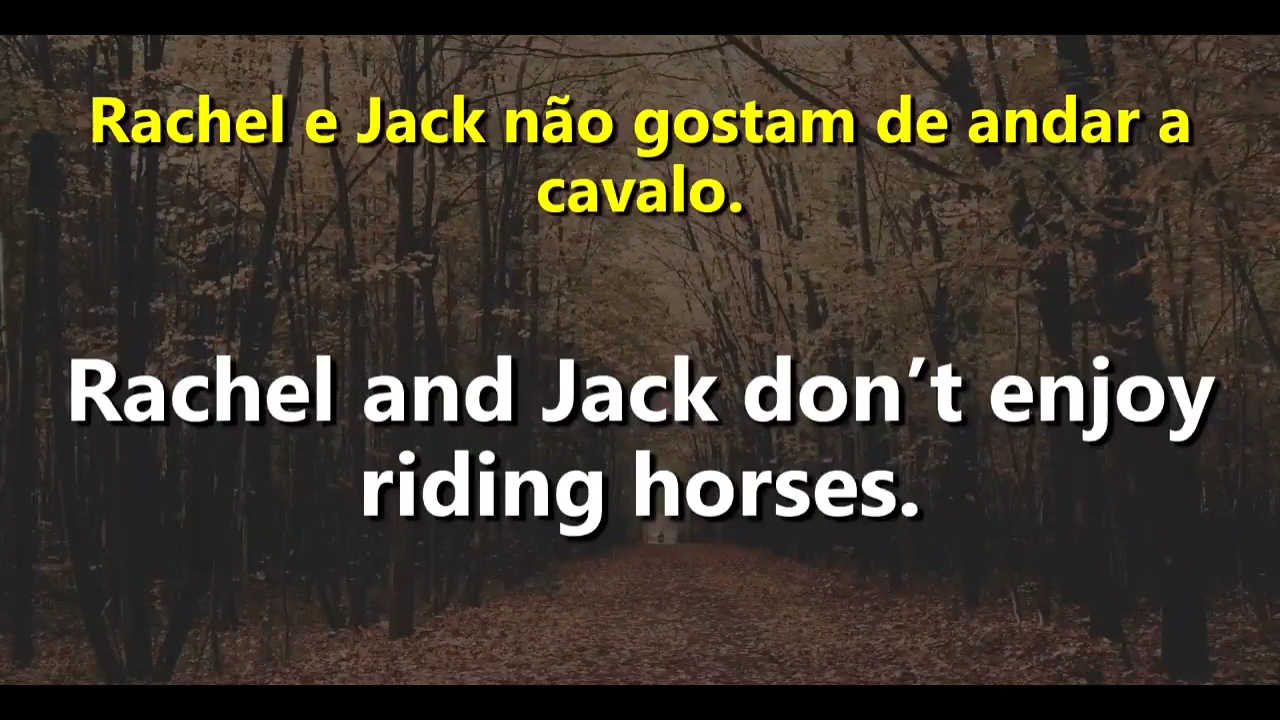 Rachel e Jack não gostam de andar a
cavalo.
Rachel and Jack don’t enjoy
riding horses.